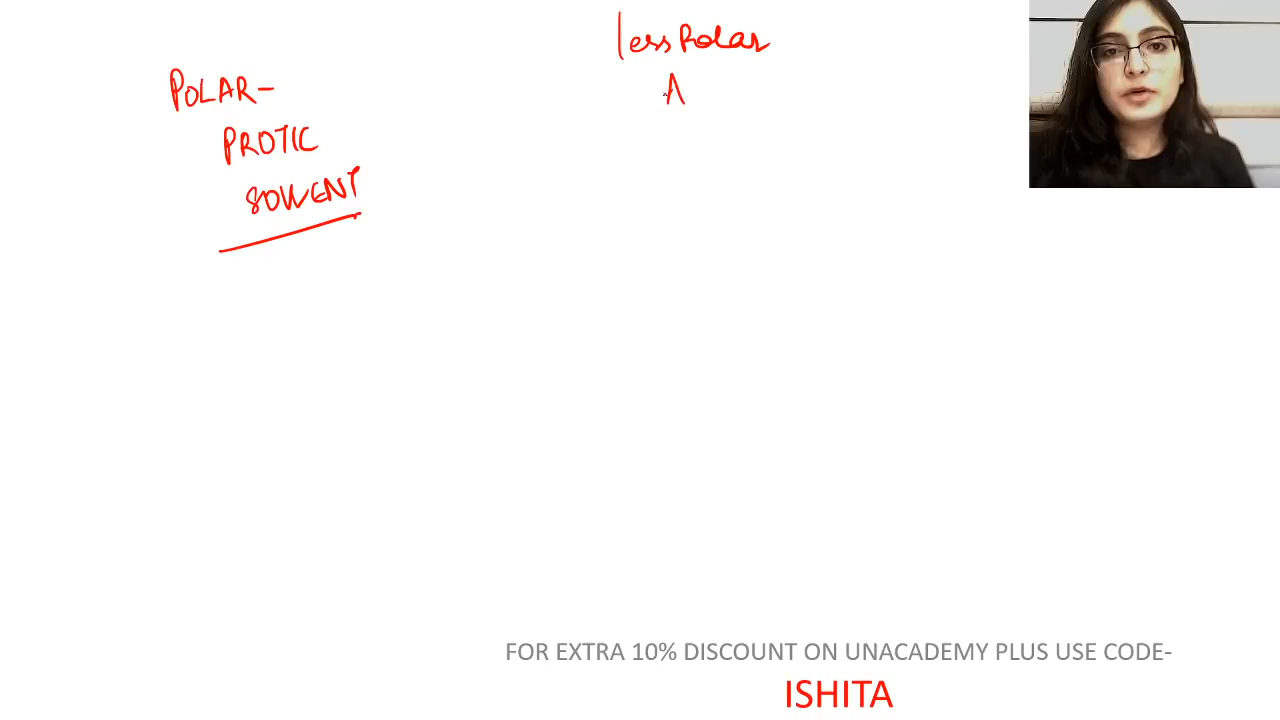 less Polar
POLAR-
PROTIC
SOLVENT
FOR EXTRA 10% DISCOUNT ON UNACADEMY PLUS USE CODE-
ISHITA